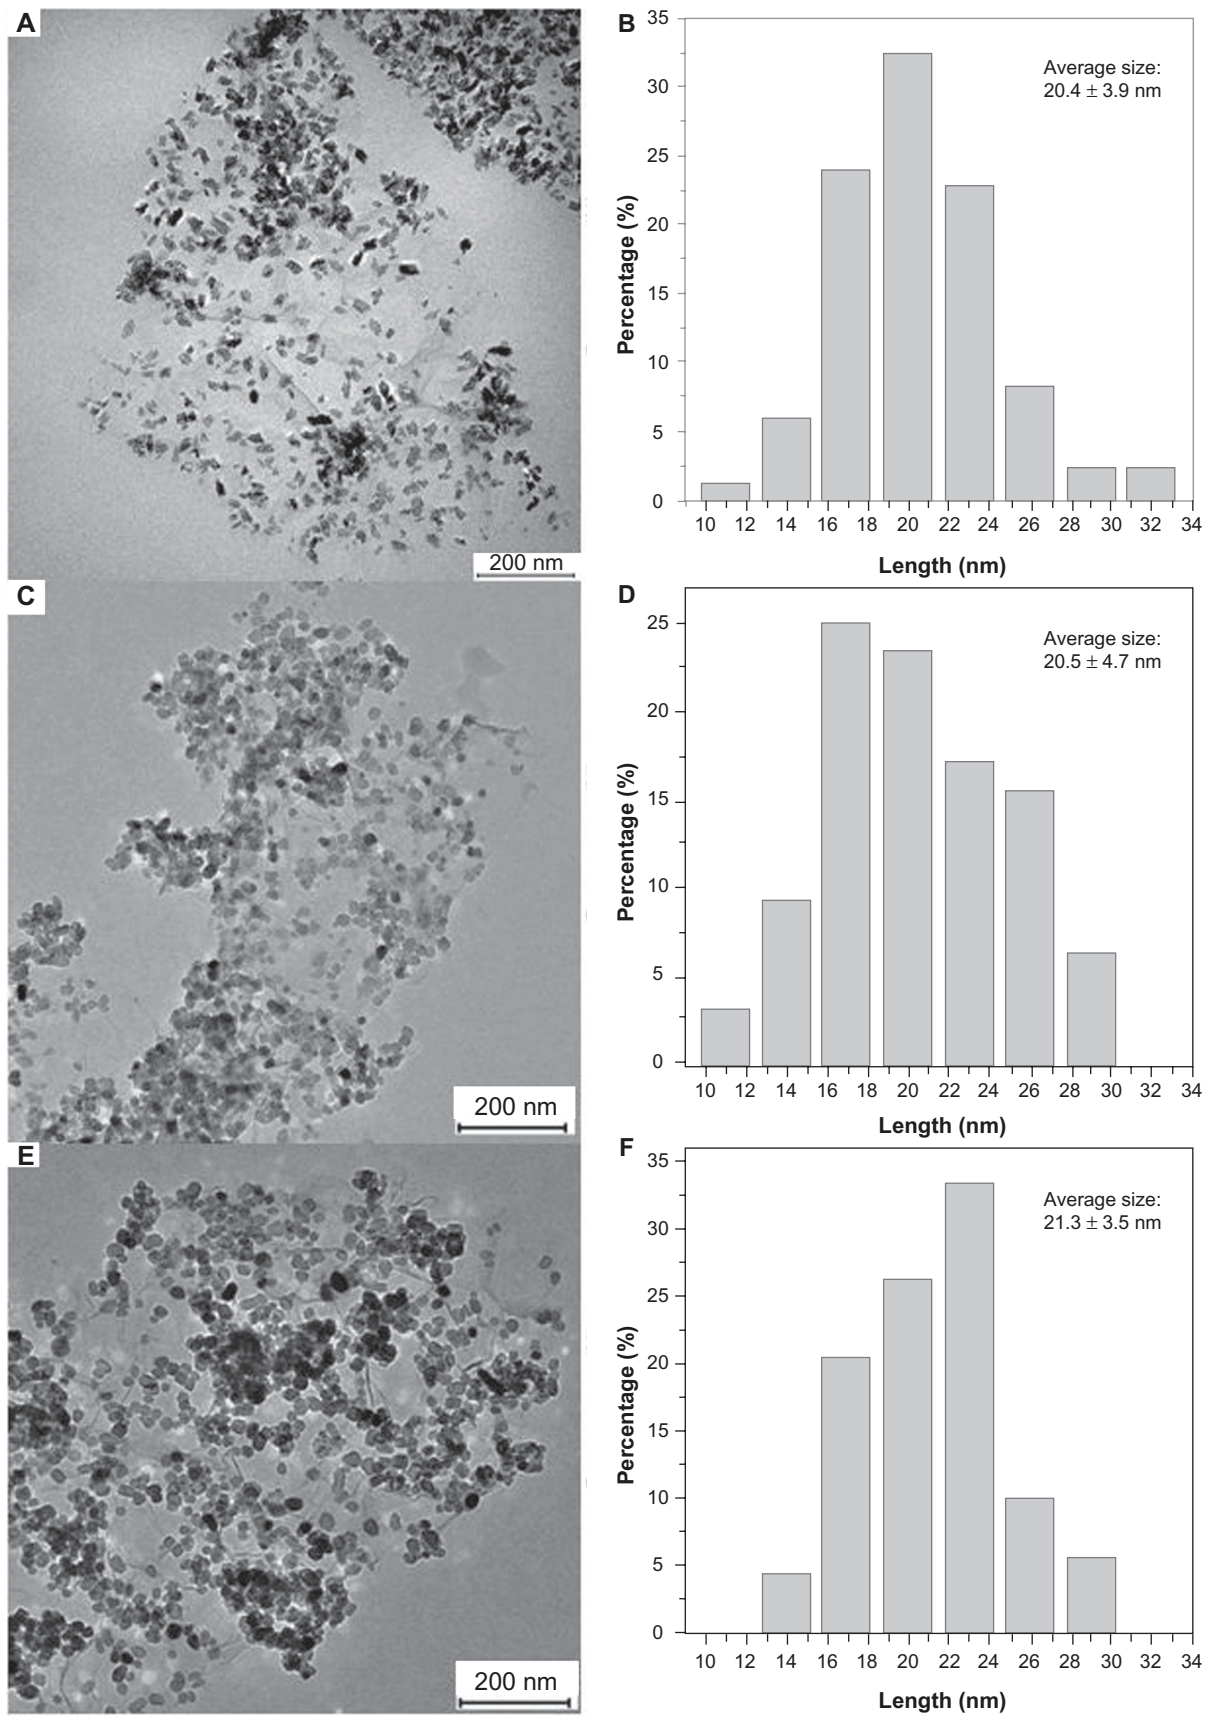 A
200 nm
B
35
30
25
20
15
10
5
0
Percentage (%)
Average size:
20.4 ± 3.9 nm
10 12 14 16 18 20 22 24 26 28 30 32 34
Length (nm)
C
200 nm
D
25
20
15
10
5
0
Percentage (%)
Average size:
20.5 ± 4.7 nm
10 12 14 16 18 20 22 24 26 28 30 32 34
Length (nm)
E
200 nm
F
35
30
25
20
15
10
5
0
Percentage (%)
Average size:
21.3 ± 3.5 nm
10 12 14 16 18 20 22 24 26 28 30 32 34
Length (nm)